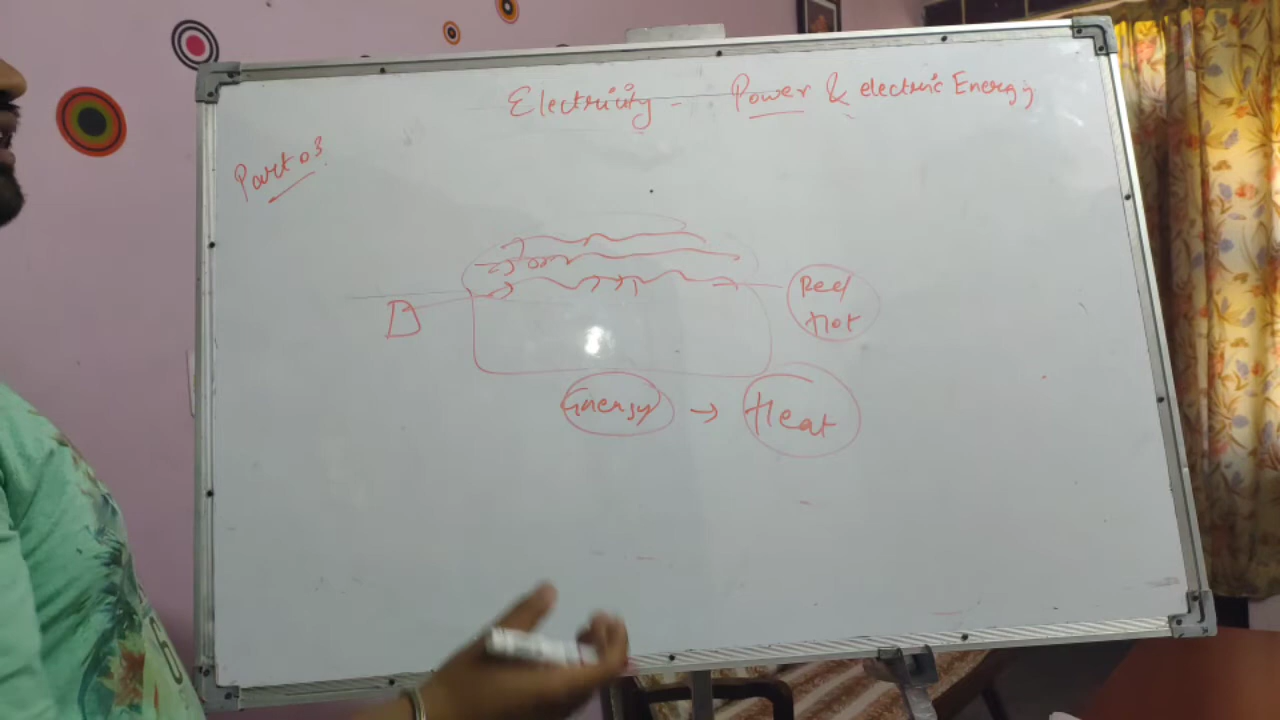 Electricity - Power & electric Energy
Part 03
B
Red
Hot
Energy → Heat